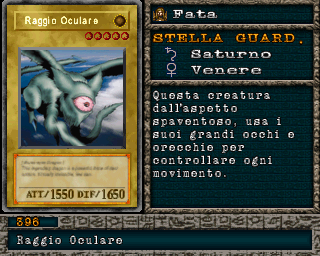 Raggio Oculare
ATT/1550 DIF/1650
Fata
STELLA GUARD.
Saturno
Venere
Questa creatura
dall'aspetto
spaventoso, usa i
suoi grandi occhi e
orecchie per
controllare ogni
movimento.
396
Raggio Oculare